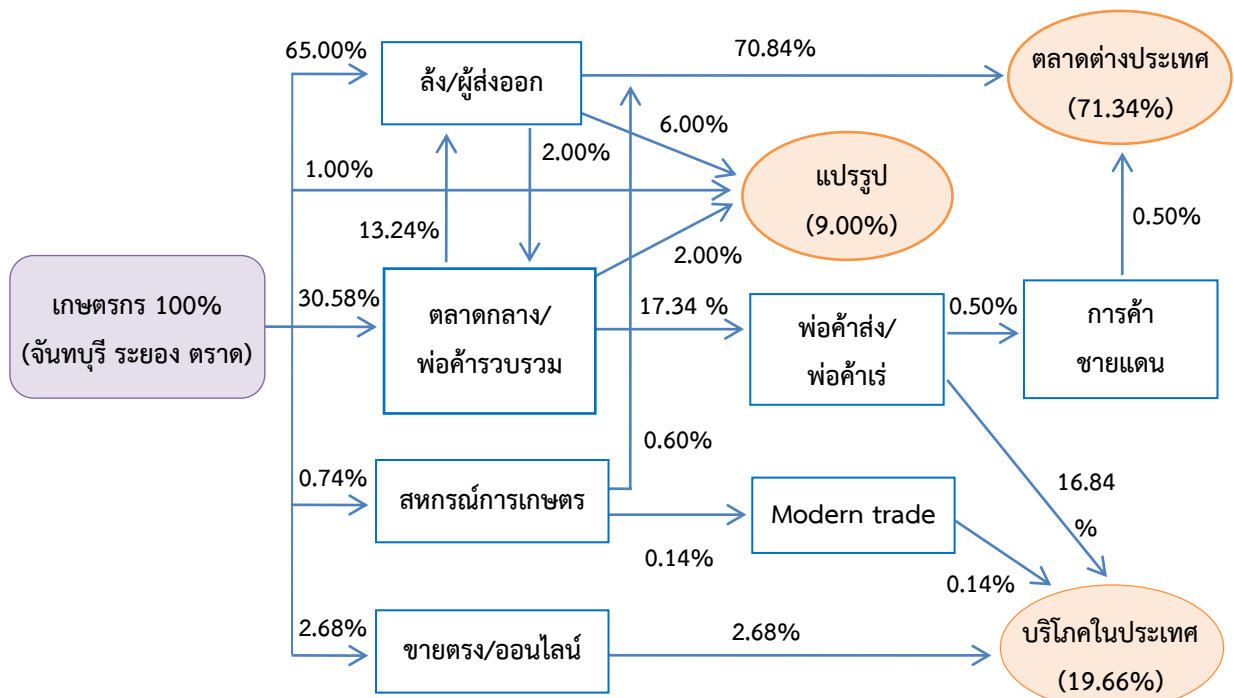 65.00%
ล้ง/ผู้ส่งออก
70.84%
ตลาดต่างประเทศ
(71.34%)
6.00%
2.00%
1.00%
แปรรูป
(9.00%)
13.24%
2.00%
0.50%
เกษตรกร 100%
(จันทบุรี ระยอง ตราด)
30.58%
ตลาดกลาง/
พ่อค้ารวบรวม
17.34 %
พ่อค้าส่ง/
พ่อค้าเร่
0.50%
การค้า
ชายแดน
0.60%
0.74%
สหกรณ์การเกษตร
0.14%
Modern trade
16.84
%
0.14%
2.68%
ขายตรง/ออนไลน์
2.68%
บริโภคในประเทศ
(19.66%)